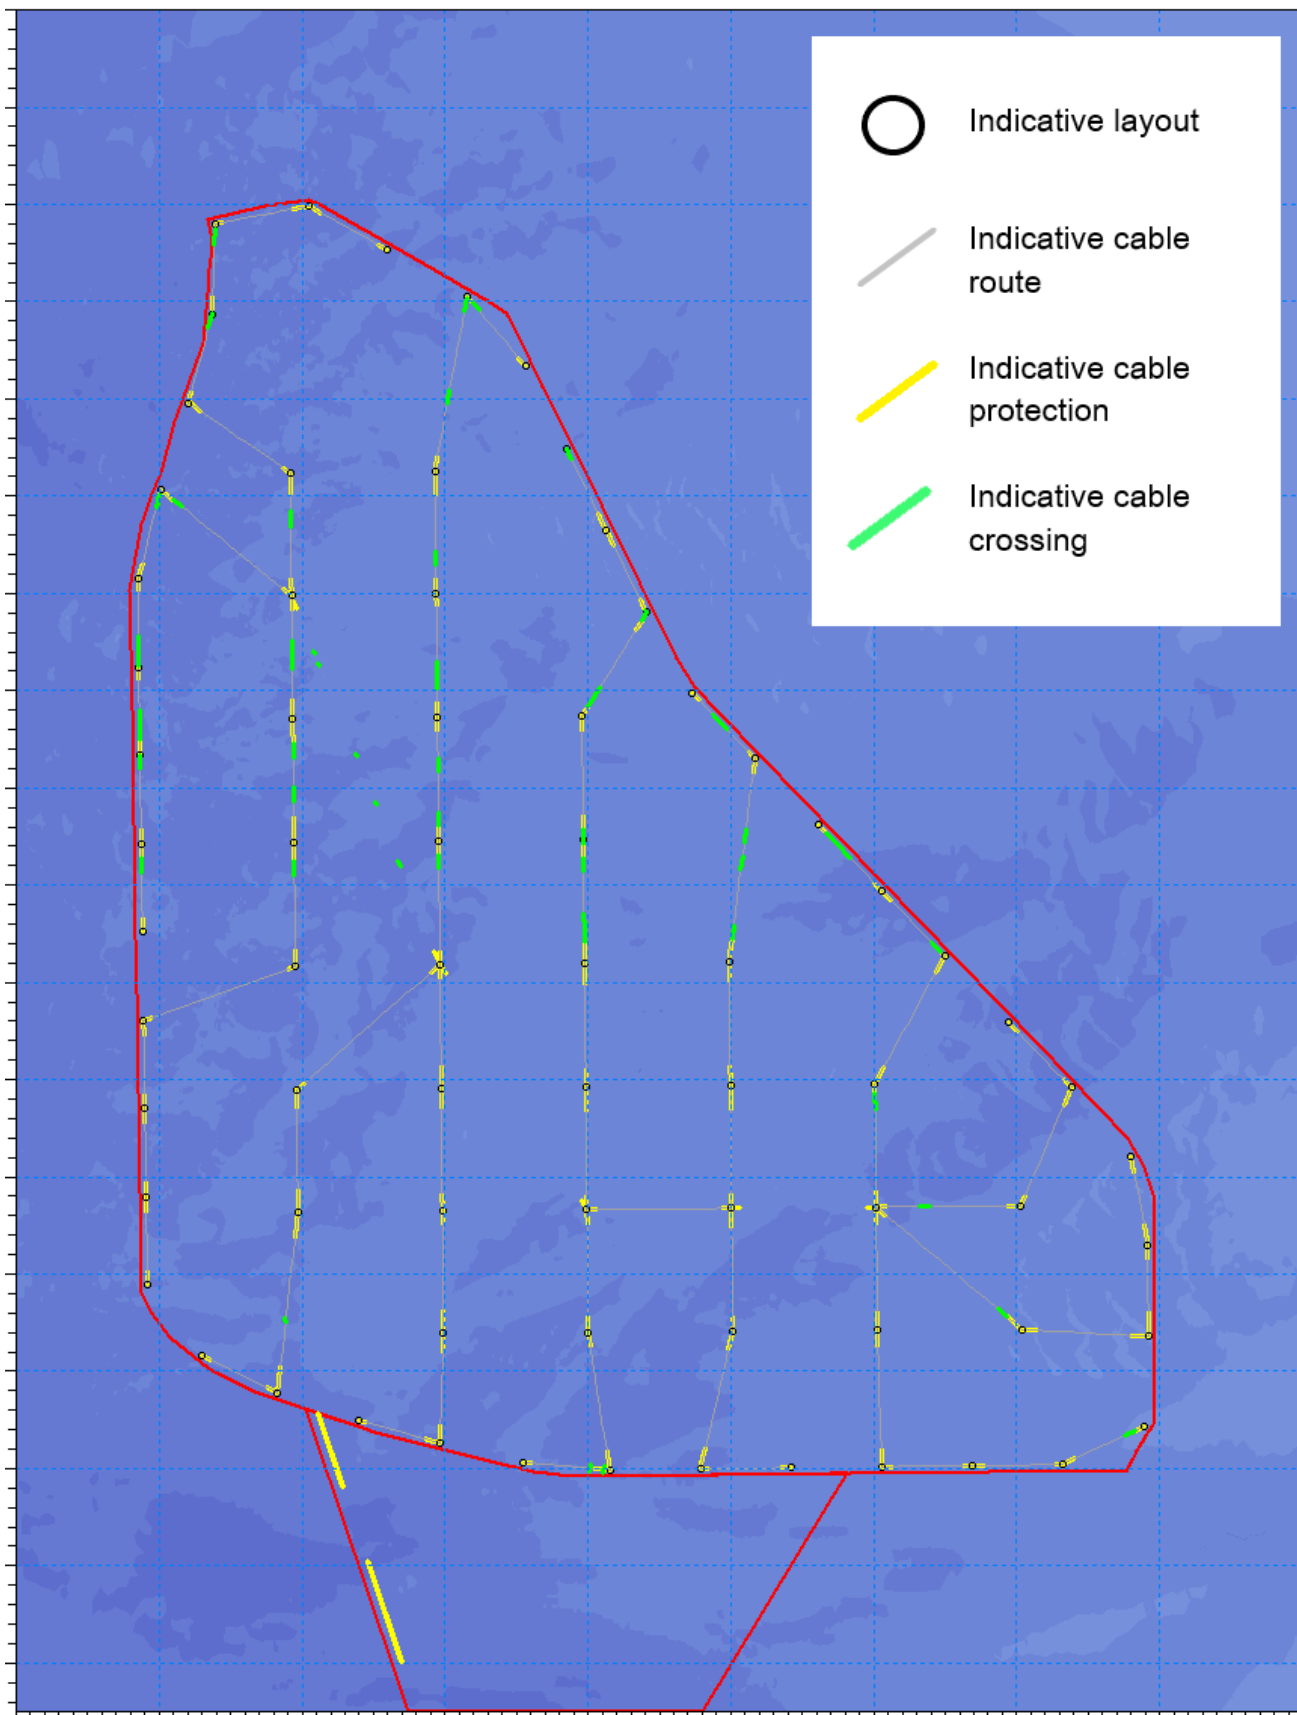 Indicative layout
Indicative cable
route
Indicative cable
protection
Indicative cable
crossing